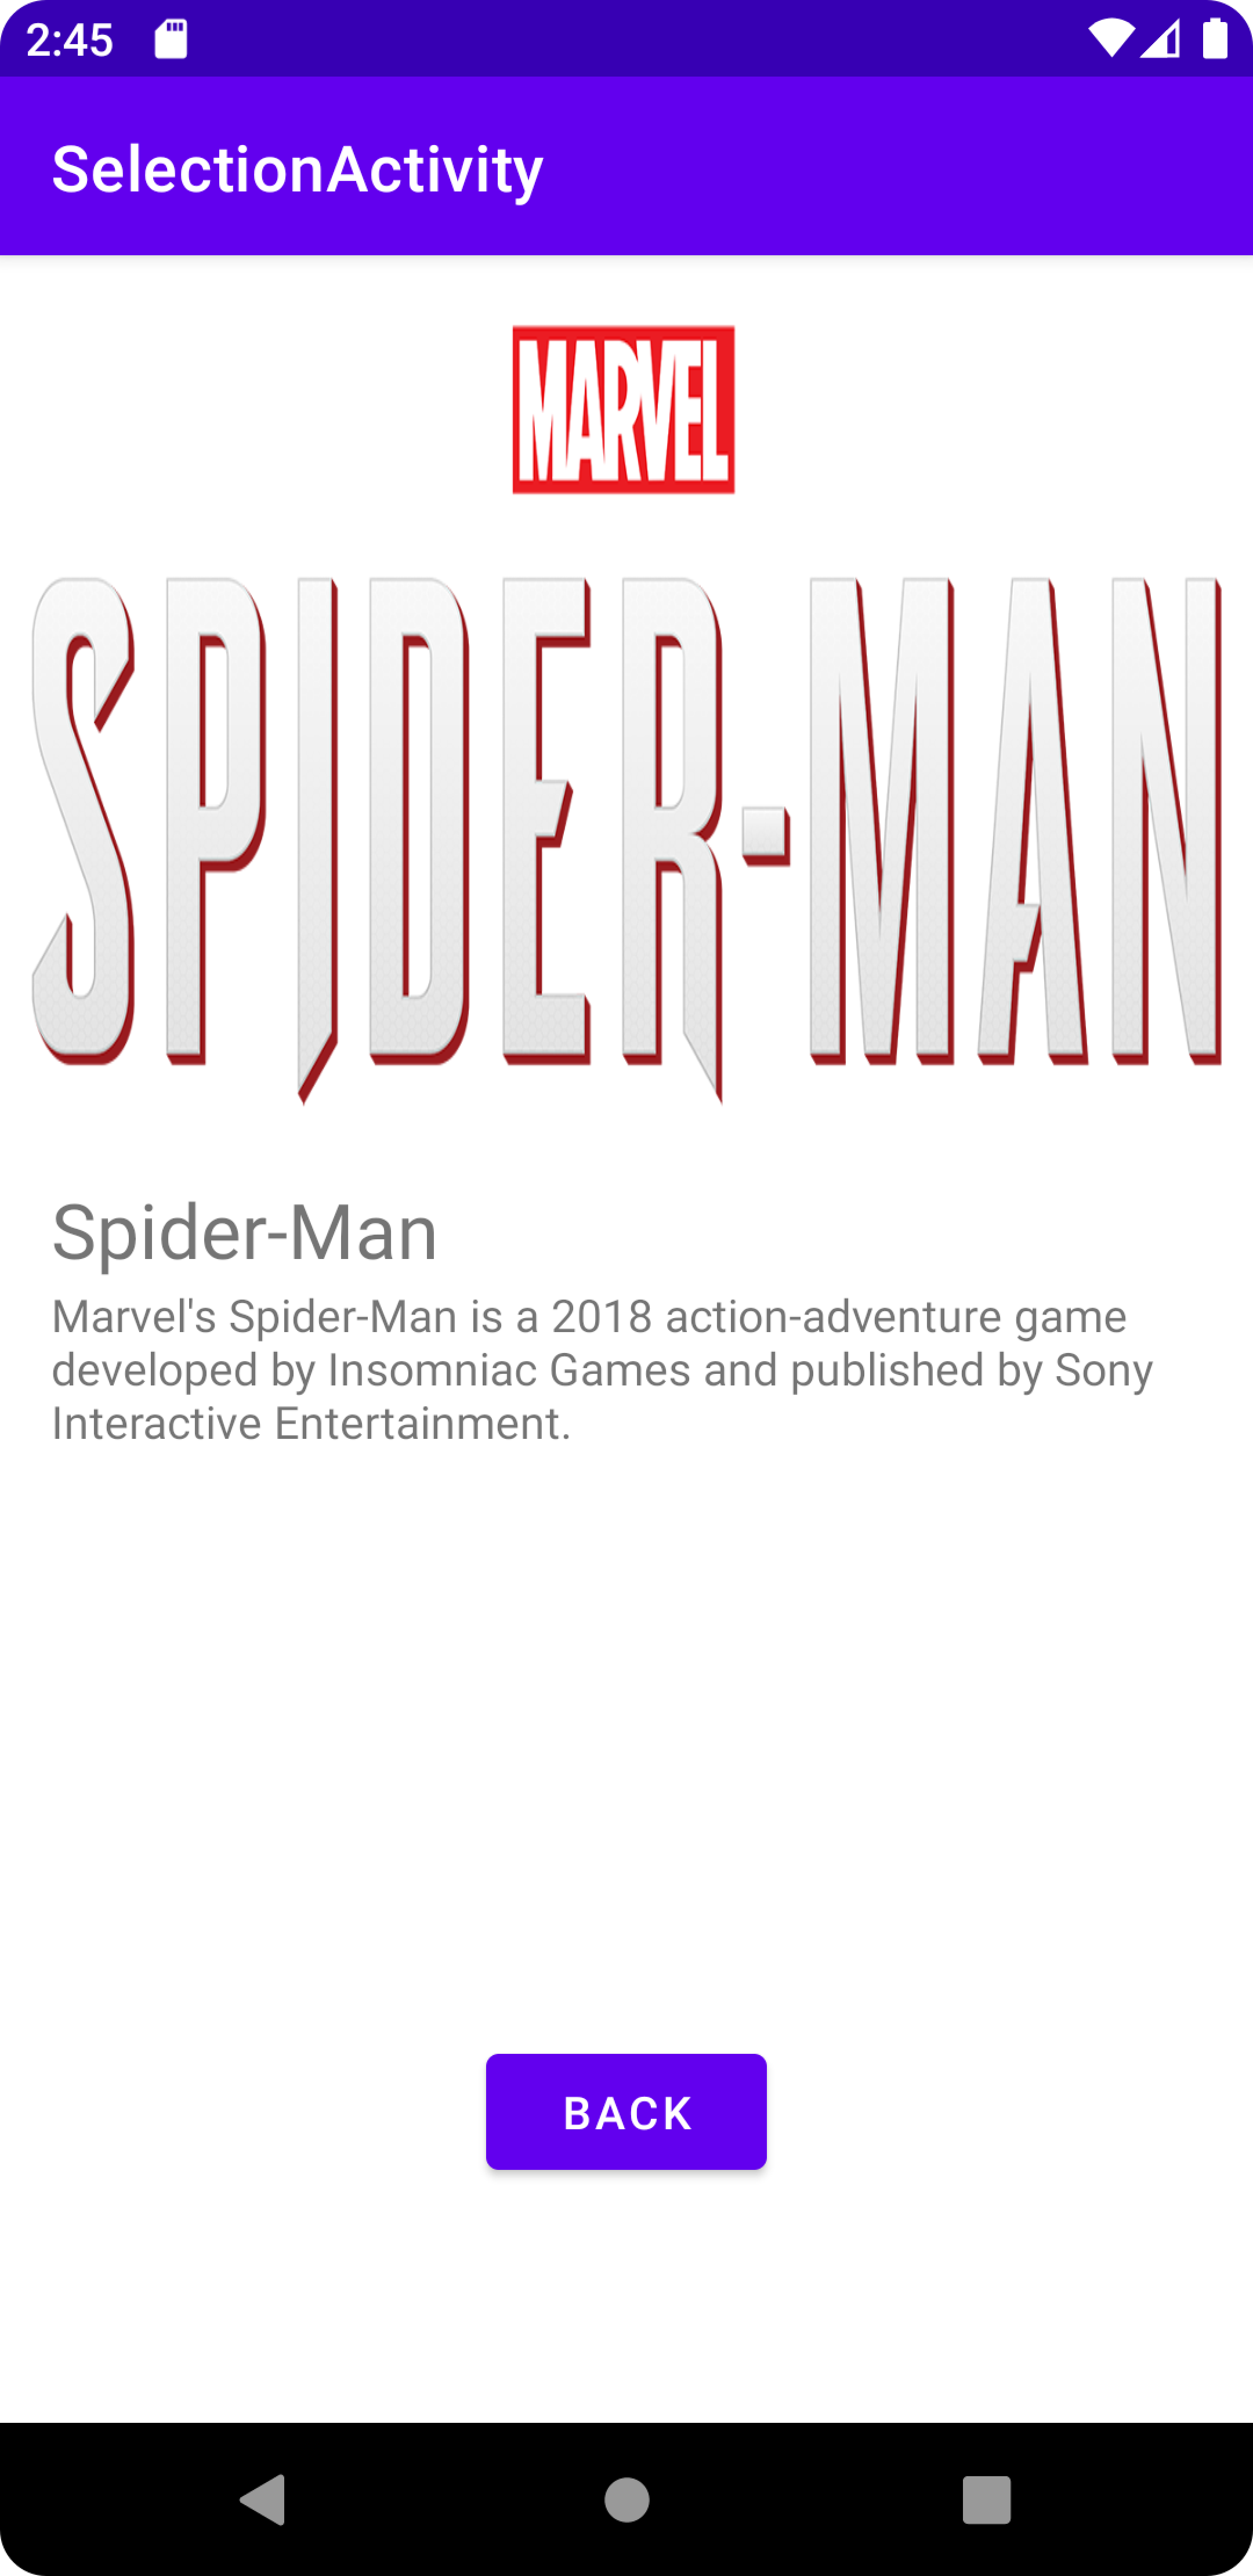 2:45
SelectionActivity
MARVEL
SPIDER-MAN
Spider-Man
Marvel's Spider-Man is a 2018 action-adventure game
developed by Insomniac Games and published by Sony
Interactive Entertainment.
BACK